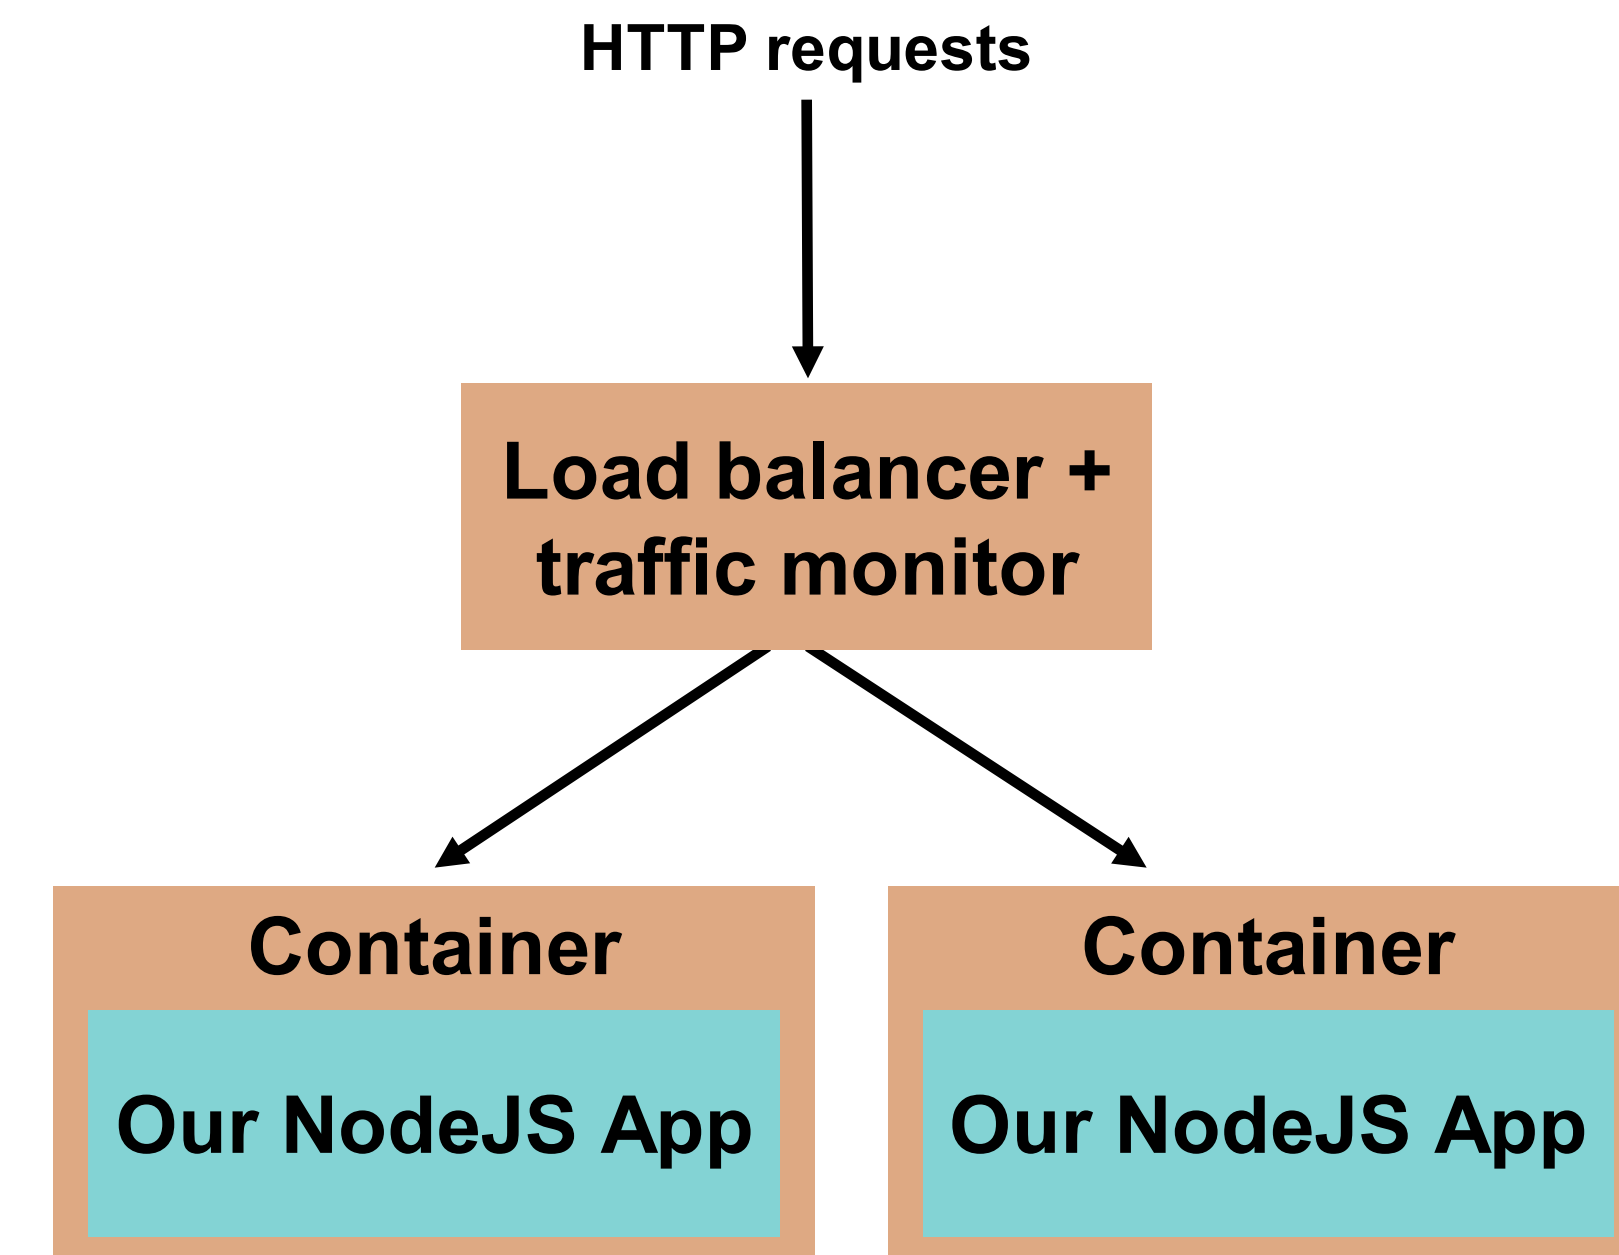 HTTP requests
Load balancer +
traffic monitor
Container
Container
Our NodeJS App
Our NodeJS App